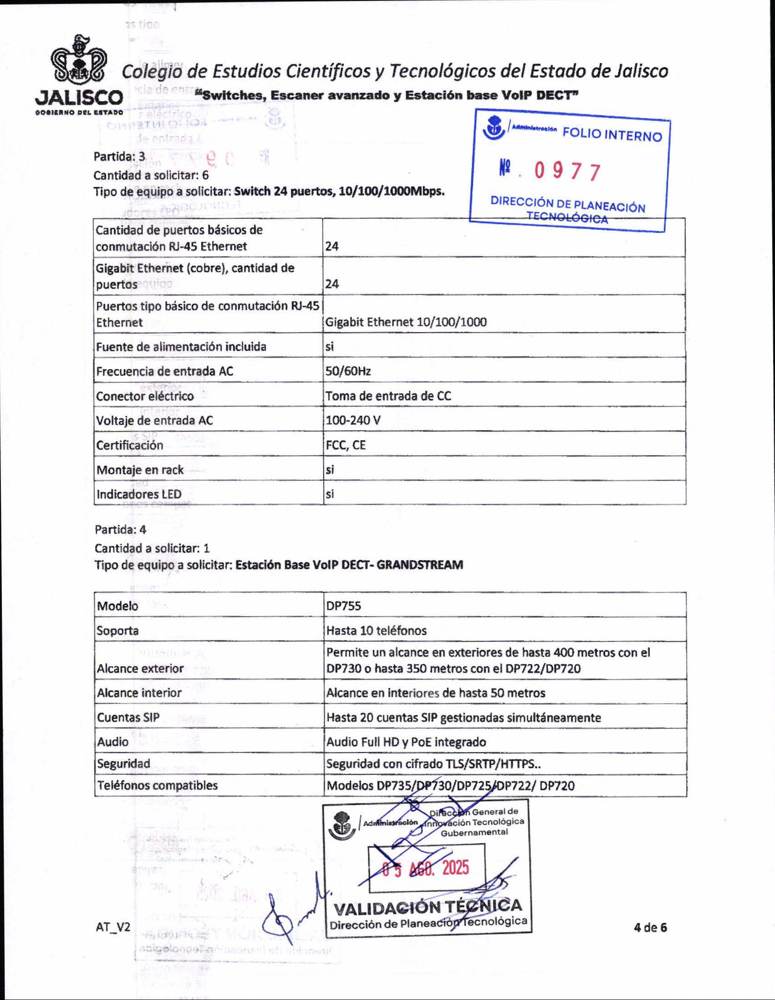 JALISCO
GOBIERNO DEL ESTADO
Colegio de Estudios Científicos y Tecnológicos del Estado de Jalisco
“Switches, Escaner avanzado y Estación base VoIP DECT”
Administración FOLIO INTERNO
Nº. 0977
DIRECCIÓN DE PLANEACIÓN
TECNOLÓGICA
Partida: 3
Cantidad a solicitar: 6
Tipo de equipo a solicitar: Switch 24 puertos, 10/100/1000Mbps.
Cantidad de puertos básicos de
conmutación RJ-45 Ethernet 24
Gigabit Ethernet (cobre), cantidad de
puertos 24
Puertos tipo básico de conmutación RJ-45
Ethernet Gigabit Ethernet 10/100/1000
Fuente de alimentación incluida si
Frecuencia de entrada AC 50/60Hz
Conector eléctrico Toma de entrada de CC
Voltaje de entrada AC 100-240 V
Certificación FCC, CE
Montaje en rack si
Indicadores LED si
Partida: 4
Cantidad a solicitar: 1
Tipo de equipo a solicitar: Estación Base VoIP DECT- GRANDSTREAM
Modelo DP755
Soporta Hasta 10 teléfonos
Permite un alcance en exteriores de hasta 400 metros con el
Alcance exterior DP730 o hasta 350 metros con el DP722/DP720
Alcance interior Alcance en interiores de hasta 50 metros
Cuentas SIP Hasta 20 cuentas SIP gestionadas simultáneamente
Audio Audio Full HD y PoE integrado
Seguridad Seguridad con cifrado TLS/SRTP/HTTPS..
Teléfonos compatibles Modelos DP735/DP730/DP725/DP722/ DP720
Administración
Dirección General de
Innovación Tecnológica
Gubernamental
05 AGO. 2025
VALIDACIÓN TÉCNICA
Dirección de Planeación Tecnológica
AT_V2
4 de 6